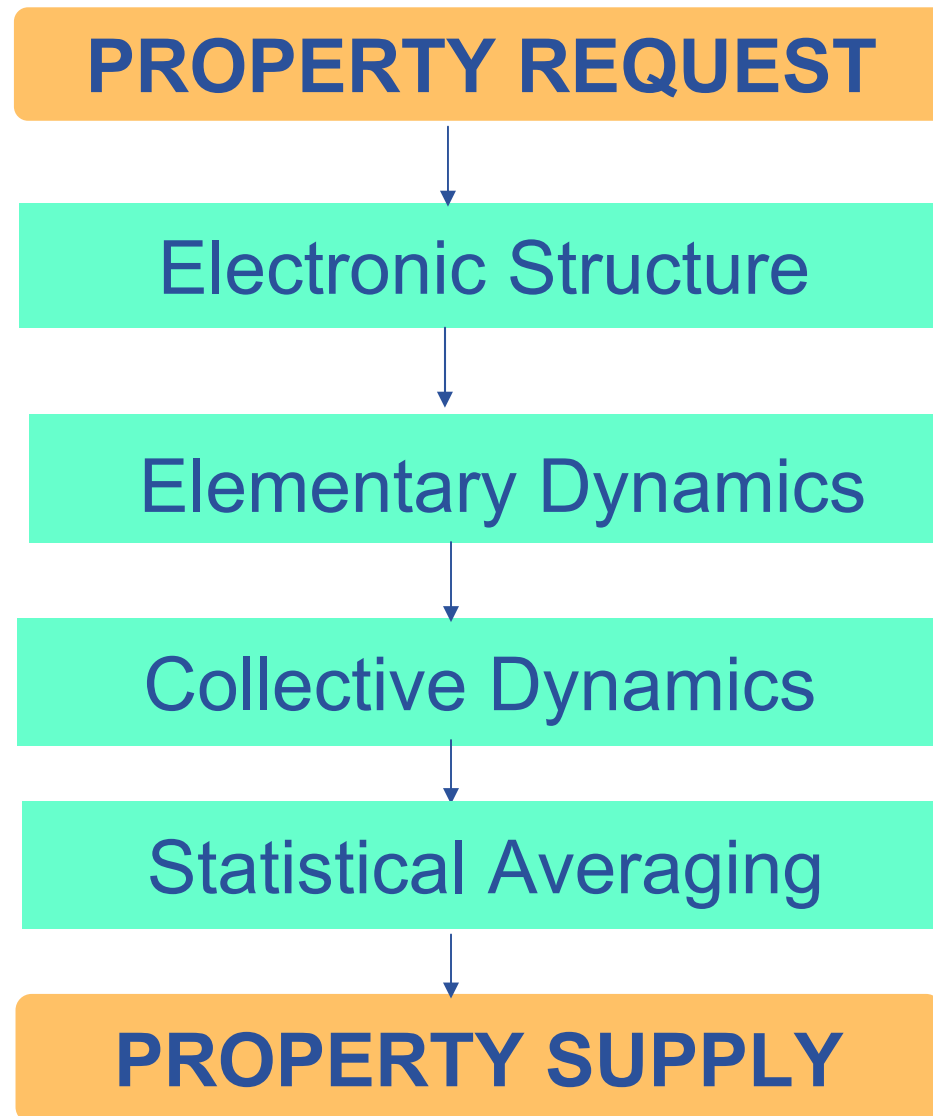 PROPERTY REQUEST
Electronic Structure
Elementary Dynamics
Collective Dynamics
Statistical Averaging
PROPERTY SUPPLY